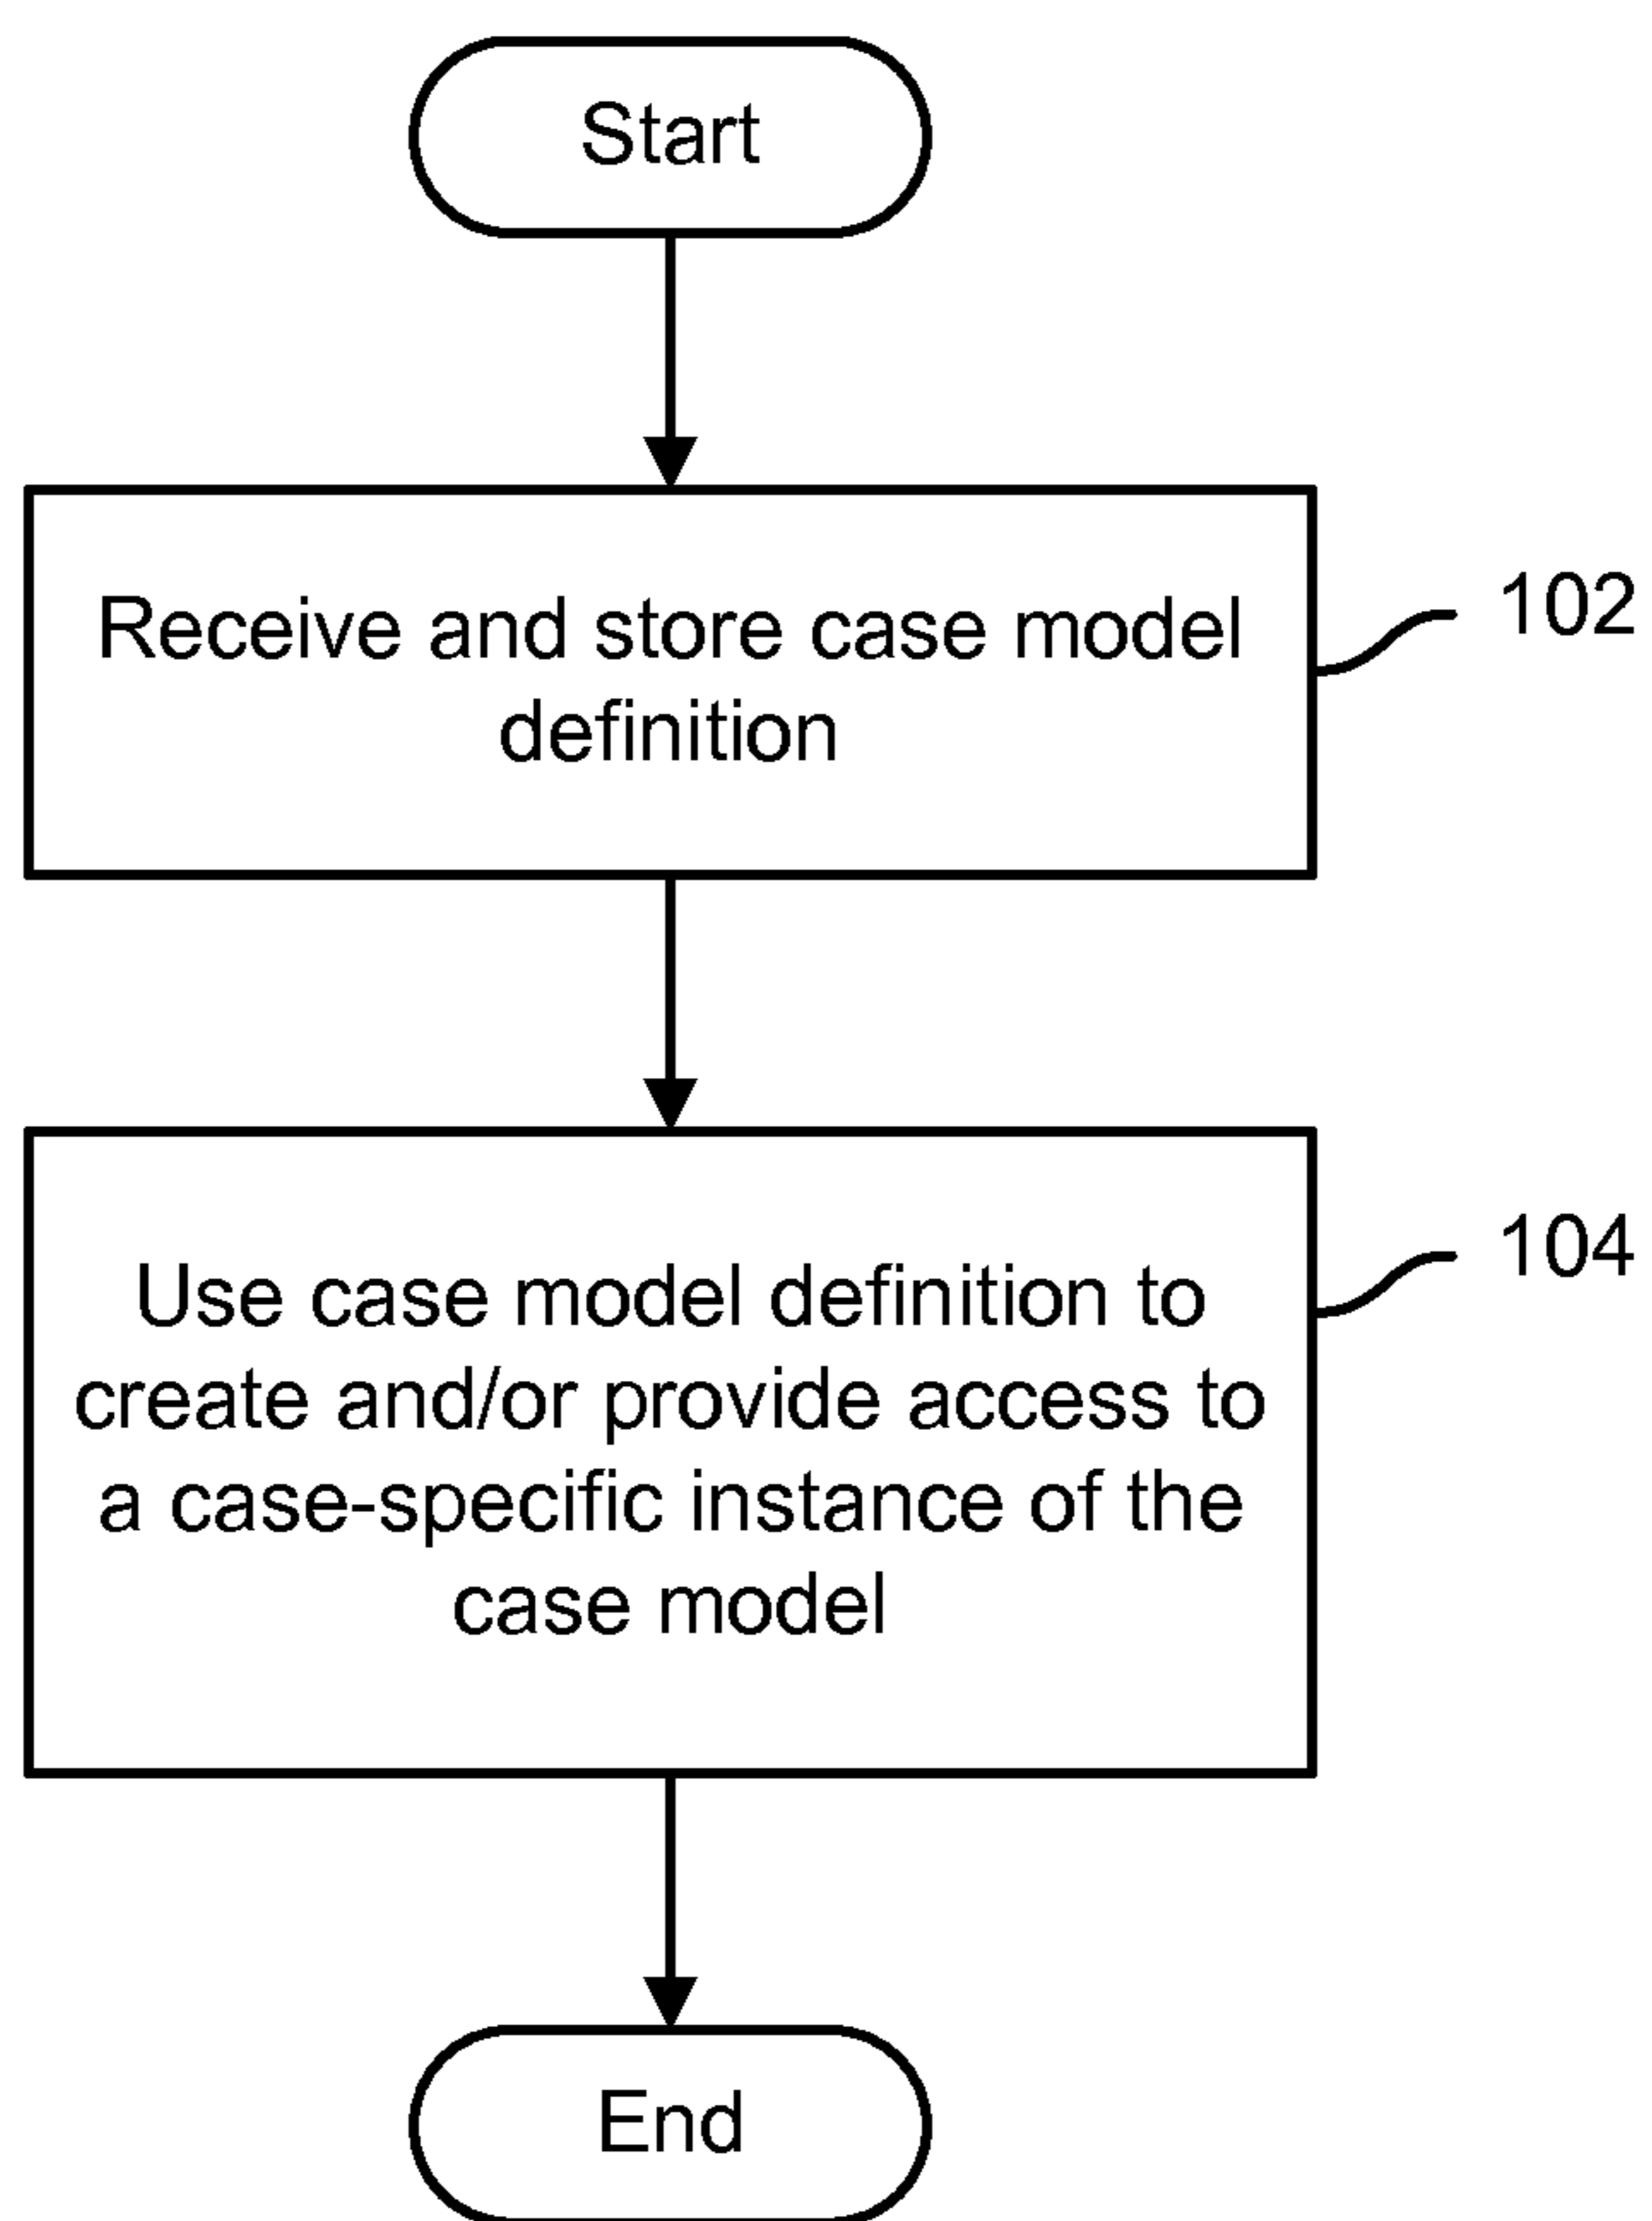 Start
Receive and store case model
definition
102
Use case model definition to
create and/or provide access to
a case-specific instance of the
case model
104
End